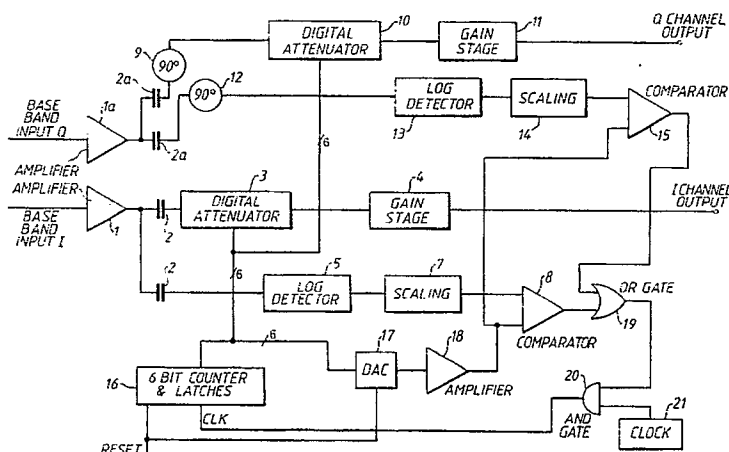 10
11
Q CHANNEL
OUTPUT
DIGITAL
ATTENUATOR
GAIN
STAGE
9
90°
2a
12
90°
1a
BASE
BAND
INPUT Q
2a
LOG
DETECTOR
13
SCALING
14
COMPARATOR
15
AMPLIFIER
AMPLIFIER
6
3
4
I CHANNEL
OUTPUT
DIGITAL
ATTENUATOR
GAIN
STAGE
BASE
BAND
INPUT I
1
2
2
6
5
LOG
DETECTOR
7
SCALING
8
COMPARATOR
OR GATE
19
6
17
DAC
18
AMPLIFIER
16
6 BIT COUNTER
& LATCHES
CLK
20
AND
GATE
21
CLOCK
RESET